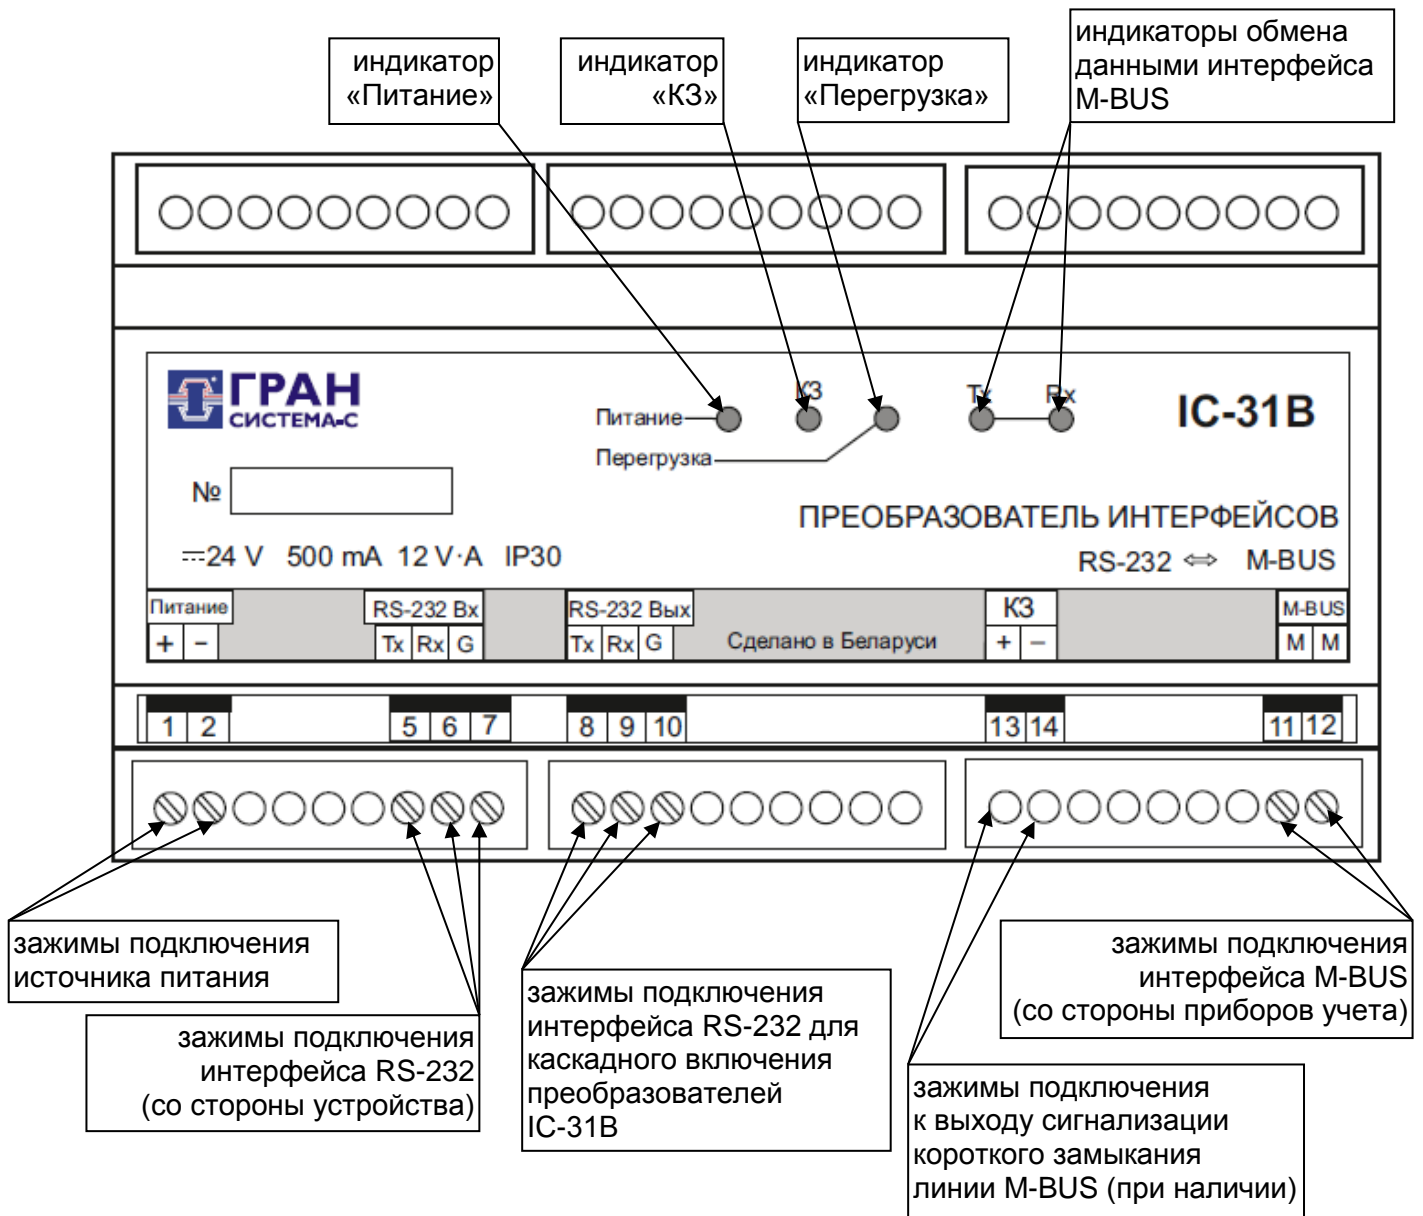 индикатор
«Питание»
индикатор
«КЗ»
индикатор
«Перегрузка»
индикаторы обмена
данными интерфейса
M-BUS
ГРАН
СИСТЕМА-С
КЗ
Tx
Rx
IC-31B
Питание
Перегрузка
№
ПРЕОБРАЗОВАТЕЛЬ ИНТЕРФЕЙСОВ
⎓24 V 500 mA 12 V·A IP30
RS-232 ⇔ M-BUS
Питание
RS-232 Вх
RS-232 Вых
КЗ
M-BUS
+ −
Tx Rx G
Tx Rx G
Сделано в Беларуси
+ −
M M
1 2
5 6 7
8 9 10
13 14
11 12
зажимы подключения
источника питания
зажимы подключения
интерфейса RS-232
(со стороны устройства)
зажимы подключения
интерфейса RS-232 для
каскадного включения
преобразователей
IC-31B
зажимы подключения
к выходу сигнализации
короткого замыкания
линии M-BUS (при наличии)
зажимы подключения
интерфейса M-BUS
(со стороны приборов учета)